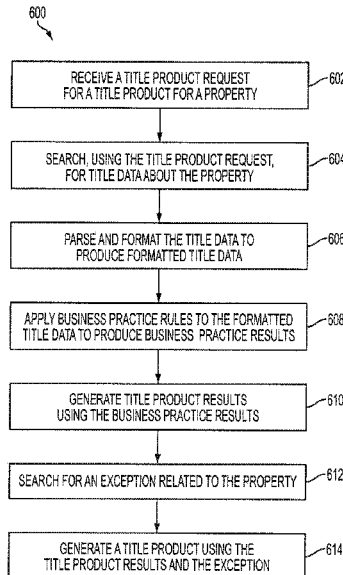 600
RECEIVE A TITLE PRODUCT REQUEST
FOR A TITLE PRODUCT FOR A PROPERTY
602
SEARCH, USING THE TITLE PRODUCT REQUEST,
FOR TITLE DATA ABOUT THE PROPERTY
604
PARSE AND FORMAT THE TITLE DATA TO
PRODUCE FORMATTED TITLE DATA
606
APPLY BUSINESS PRACTICE RULES TO THE FORMATTED
TITLE DATA TO PRODUCE BUSINESS PRACTICE RESULTS
608
GENERATE TITLE PRODUCT RESULTS
USING THE BUSINESS PRACTICE RESULTS
610
SEARCH FOR AN EXCEPTION RELATED TO THE PROPERTY
612
GENERATE A TITLE PRODUCT USING THE
TITLE PRODUCT RESULTS AND THE EXCEPTION
614